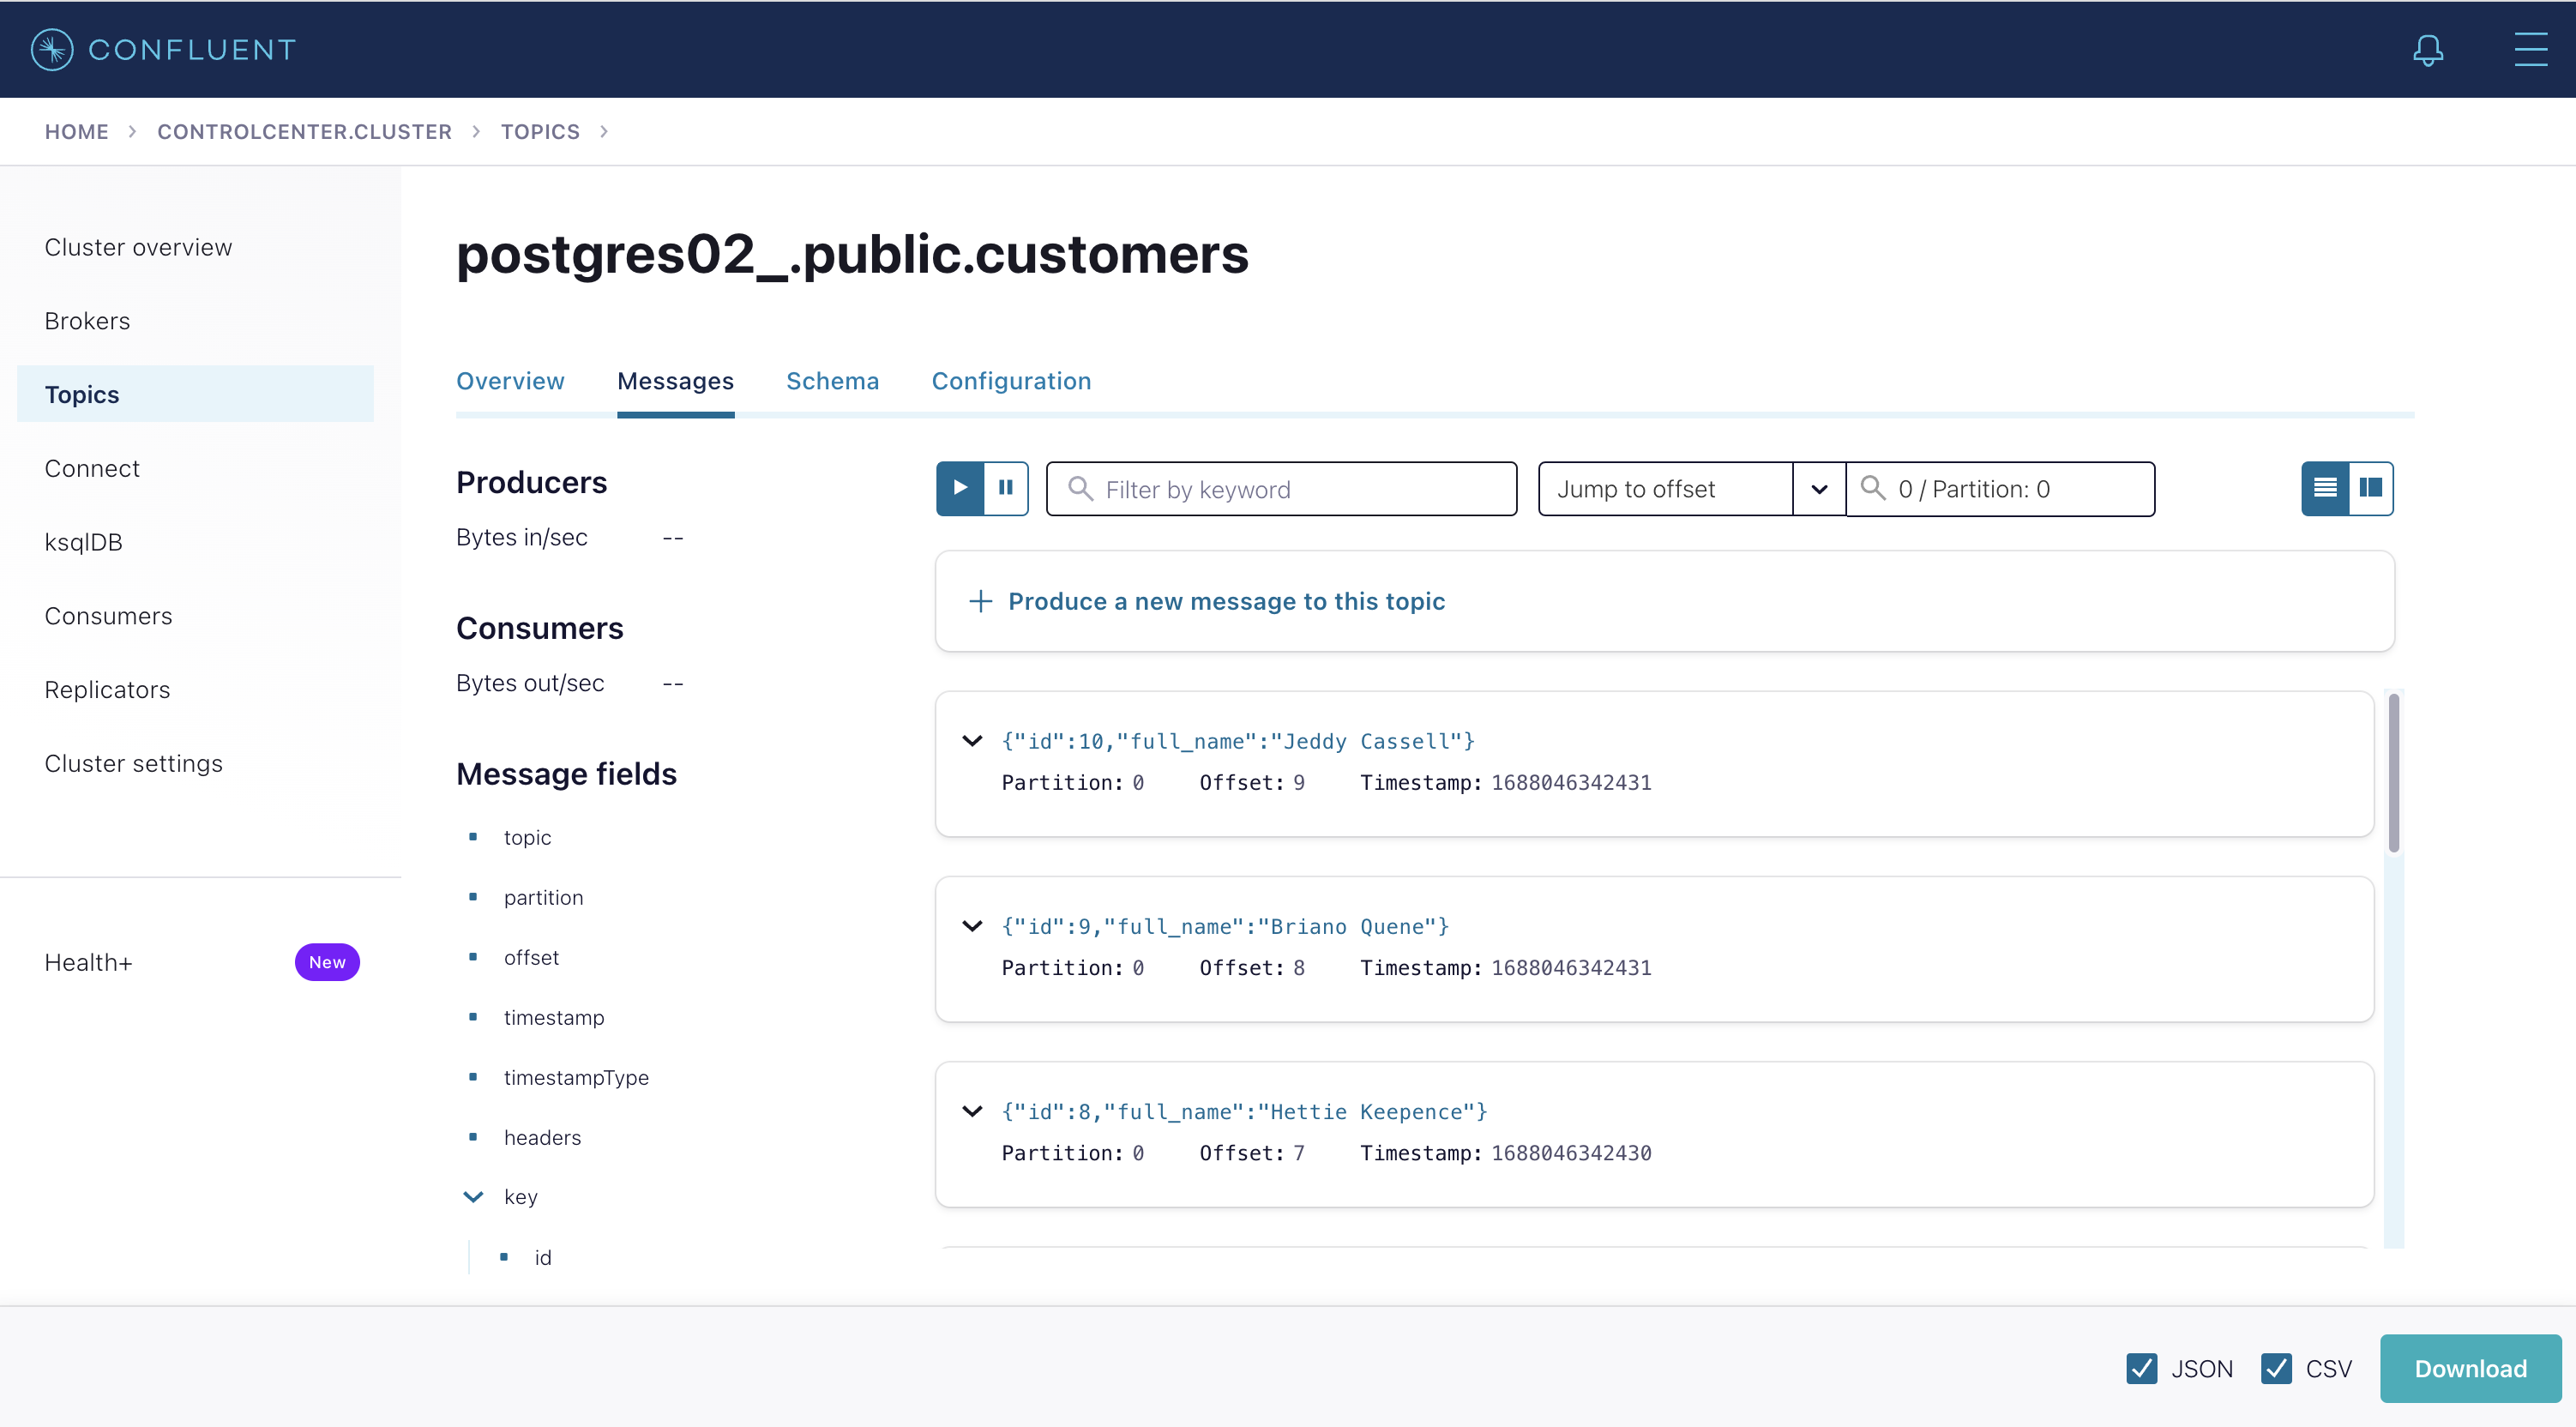 CONFLUENT
HOME > CONTROLCENTER.CLUSTER > TOPICS >
Cluster overview
Brokers
Topics
Connect
ksqlDB
Consumers
Replicators
Cluster settings
Health+ New
postgres02_.public.customers
Overview Messages Schema Configuration
Producers
Bytes in/sec --
Consumers
Bytes out/sec --
Message fields
topic
partition
offset
timestamp
timestampType
headers
key
id
Filter by keyword
Jump to offset
0 / Partition: 0
Produce a new message to this topic
{"id":10,"full_name":"Jeddy Cassell"}
Partition: 0 Offset: 9 Timestamp: 1688046342431
{"id":9,"full_name":"Briano Quene"}
Partition: 0 Offset: 8 Timestamp: 1688046342431
{"id":8,"full_name":"Hettie Keepence"}
Partition: 0 Offset: 7 Timestamp: 1688046342430
JSON CSV Download